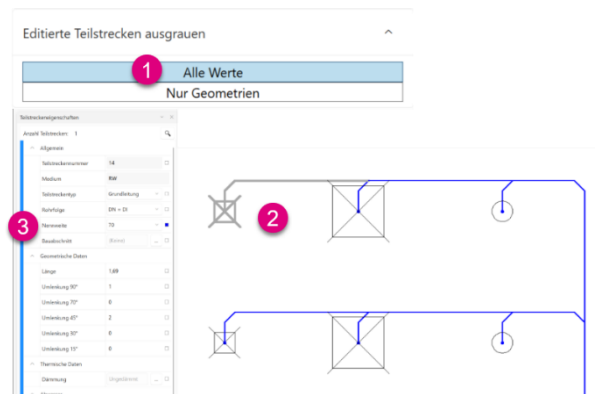 Editierte Teilstrecken ausgrauen
1 Alle Werte
Nur Geometrien
Teilstreckeneigenschaften
Anzahl Teilstrecken: 1
Allgemein
Teilstreckennummer 14
Medium RW
Teilstreckentyp Grundleitung
Rohrfolge DN = DI
3 Nennweite 70
Bauabschnitt (Keine) ...
Geometrische Daten
Länge 1,69
Umlenkung 90° 1
Umlenkung 70° 0
Umlenkung 45° 2
Umlenkung 30° 0
Umlenkung 15° 0
Thermische Daten
Dämmung Ungedämmt ...
2